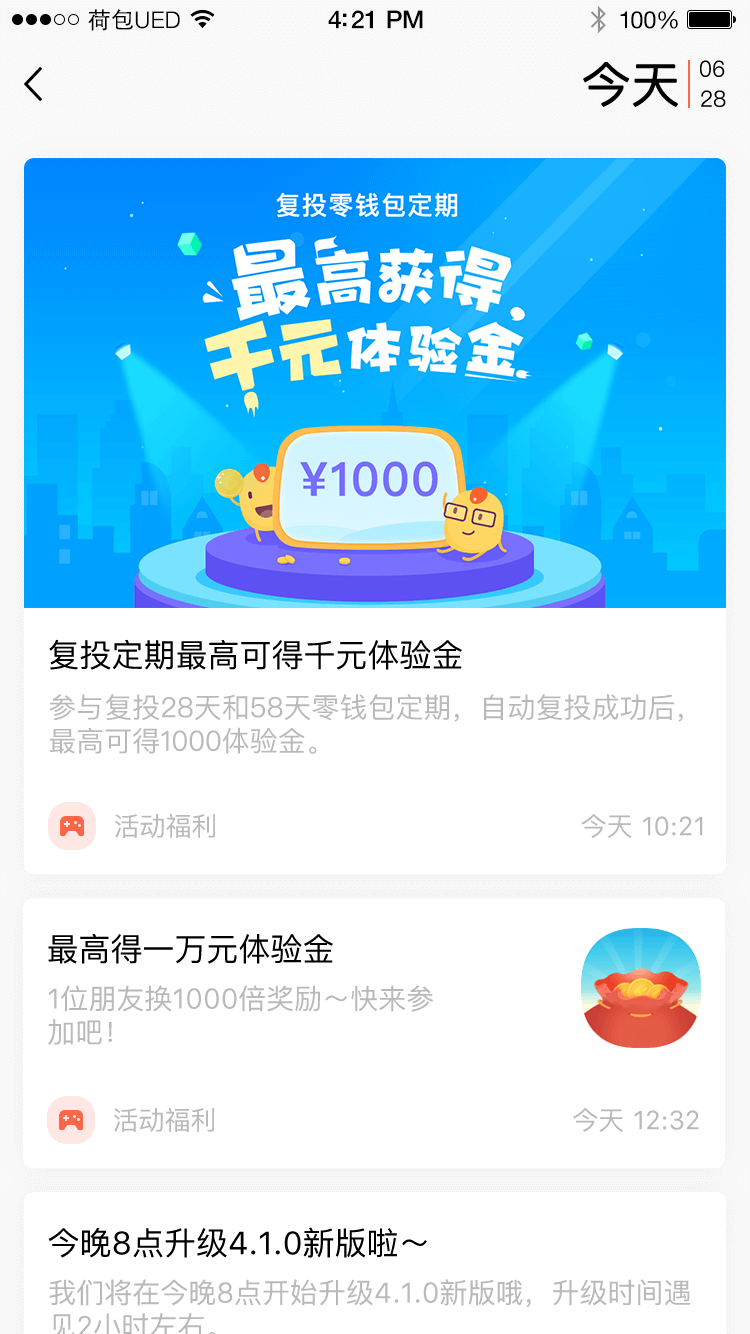 荷包UED
4:21 PM
100%
今天
06
28
复投零钱包定期
最高获得
千元体验金
¥1000
复投定期最高可得千元体验金
参与复投28天和58天零钱包定期，自动复投成功后，
最高可得1000体验金。
活动福利
今天 10:21
最高得一万元体验金
1位朋友换1000倍奖励～快来参
加吧！
活动福利
今天 12:32
今晚8点升级4.1.0新版啦～
我们将在今晚8点开始升级4.1.0新版哦，升级时间遇
见2小时左右。